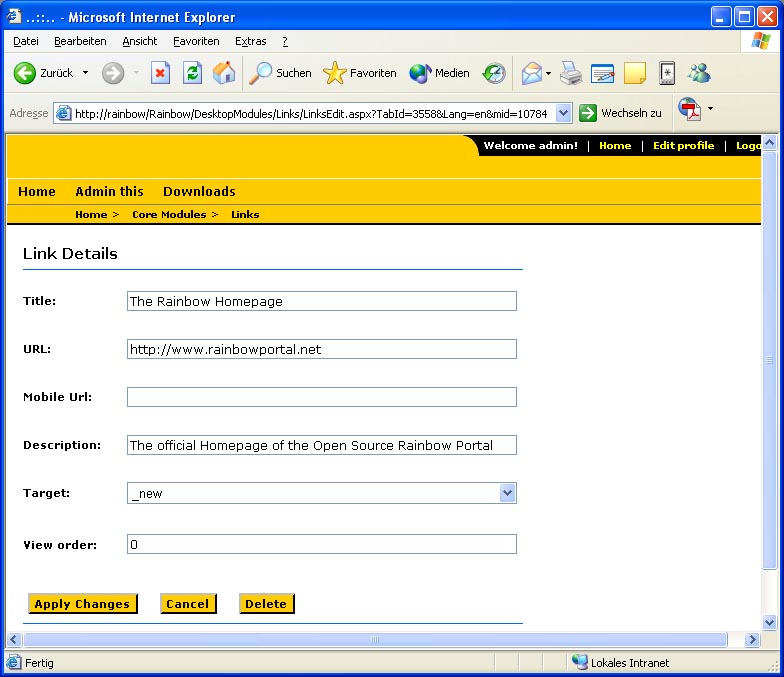 ..::.. - Microsoft Internet Explorer
Datei Bearbeiten Ansicht Favoriten Extras ?
Zurück Suchen Favoriten Medien
Adresse http://rainbow/Rainbow/DesktopModules/Links/LinksEdit.aspx?TabId=3558&Lang=en&mid=10784 Wechseln zu
Welcome admin! | Home | Edit profile | Logo
Home Admin this Downloads
Home > Core Modules > Links
Link Details
Title: The Rainbow Homepage
URL: http://www.rainbowportal.net
Mobile Url:
Description: The official Homepage of the Open Source Rainbow Portal
Target: _new
View order: 0
Apply Changes Cancel Delete
Fertig Lokales Intranet